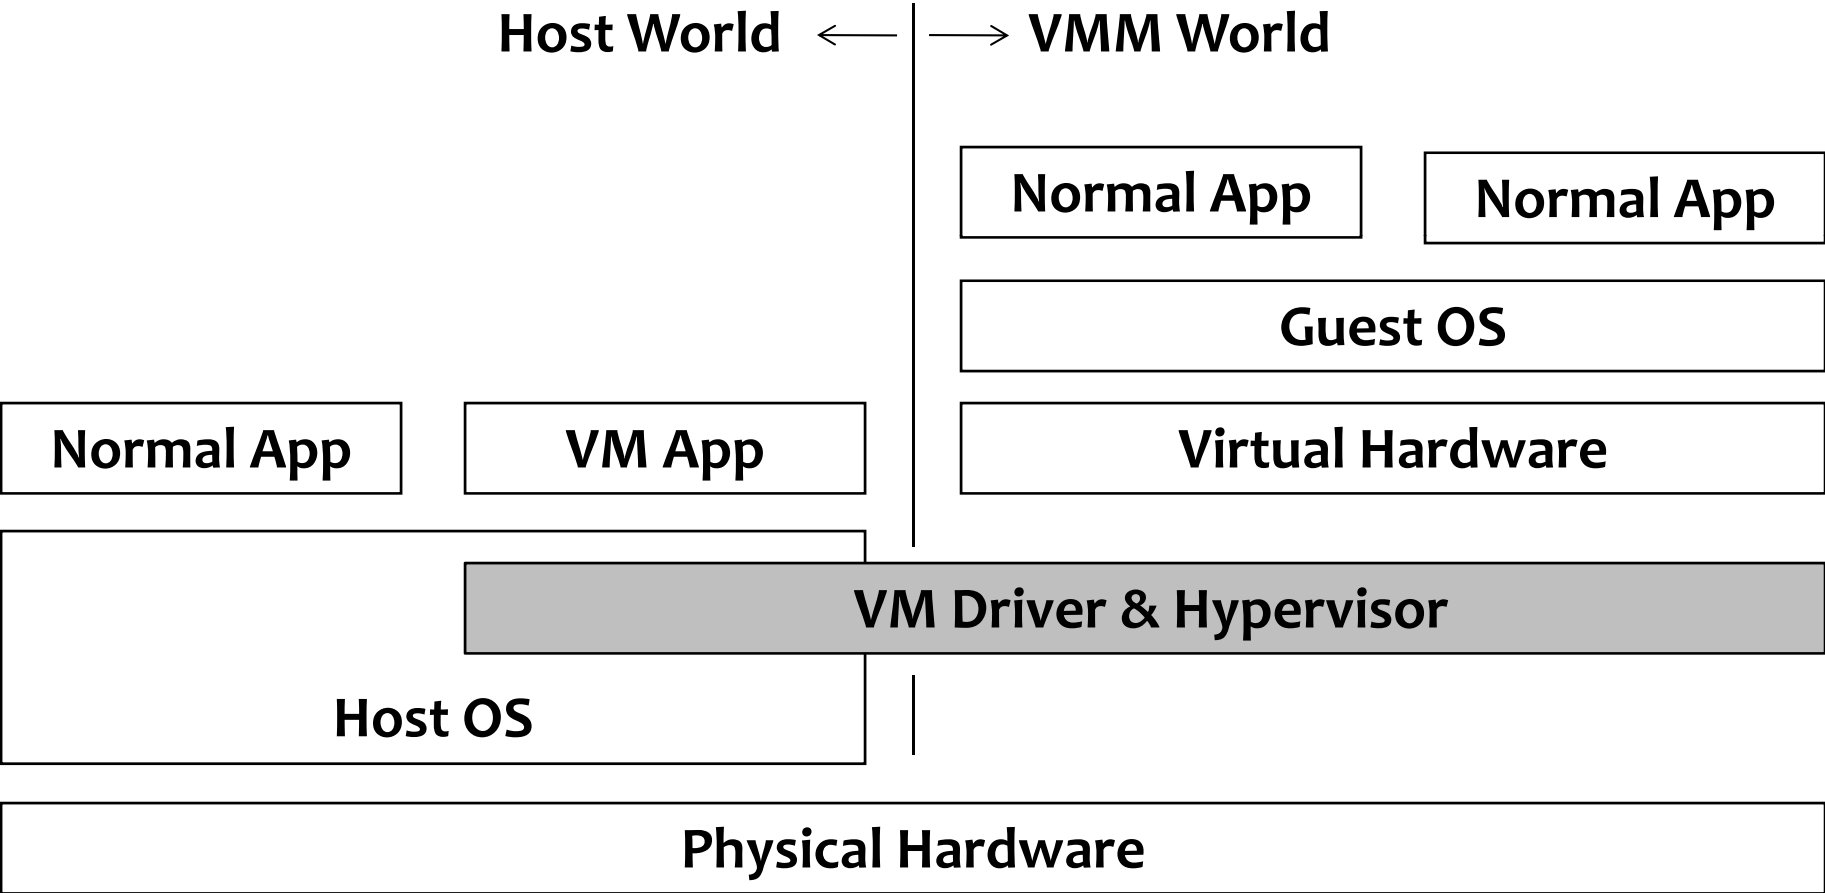 Host World
VMM World
Normal App
Normal App
Guest OS
Normal App
VM App
Virtual Hardware
VM Driver & Hypervisor
Host OS
Physical Hardware